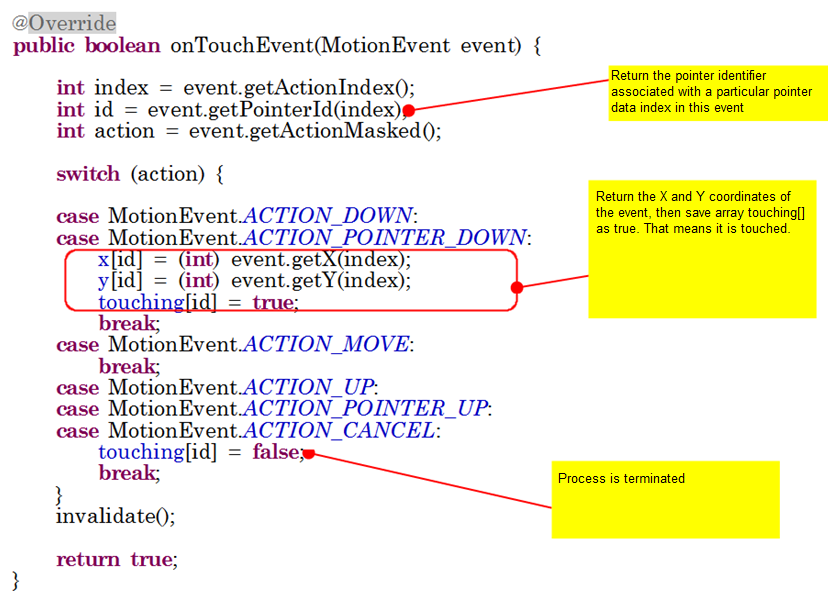 @Override
public boolean onTouchEvent(MotionEvent event) {
int index = event.getActionIndex();
int id = event.getPointerId(index);
int action = event.getActionMasked();
switch (action) {
case MotionEvent.ACTION_DOWN:
case MotionEvent.ACTION_POINTER_DOWN:
x[id] = (int) event.getX(index);
y[id] = (int) event.getY(index);
touching[id] = true;
break;
case MotionEvent.ACTION_MOVE:
break;
case MotionEvent.ACTION_UP:
case MotionEvent.ACTION_POINTER_UP:
case MotionEvent.ACTION_CANCEL:
touching[id] = false;
break;
}
invalidate();
return true;
}
Return the pointer identifier
associated with a particular pointer
data index in this event
Return the X and Y coordinates of
the event, then save array touching[]
as true. That means it is touched.
Process is terminated